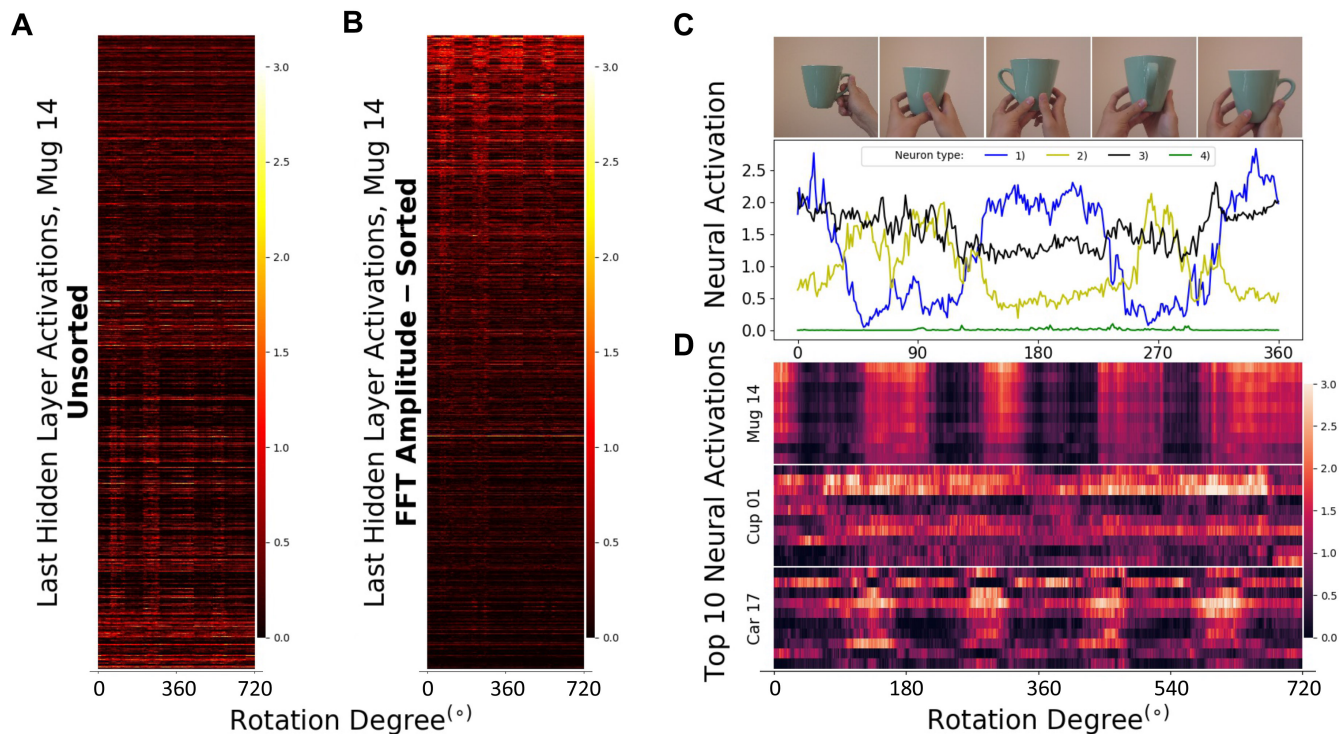 A
Last Hidden Layer Activations, Mug 14
Unsorted
3.0
2.5
2.0
1.5
1.0
0.5
0.0
0 360 720
B
Last Hidden Layer Activations, Mug 14
FFT Amplitude – Sorted
3.0
2.5
2.0
1.5
1.0
0.5
0.0
0 360 720
Rotation Degree(°)
C
Neural Activation
Neuron type: 1) 2) 3) 4)
2.5
2.0
1.5
1.0
0.5
0.0
0 90 180 270 360
D
Top 10 Neural Activations
Mug 14
Cup 01
Car 17
3.0
2.5
2.0
1.5
1.0
0.5
0.0
0 180 360 540 720
Rotation Degree(°)